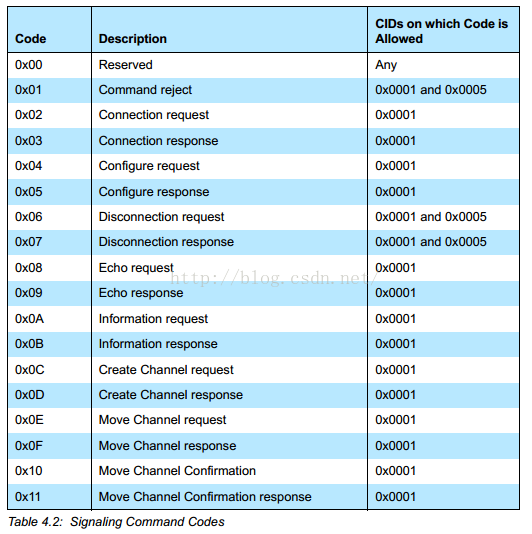 Code Description CIDs on which Code is Allowed
0x00 Reserved Any
0x01 Command reject 0x0001 and 0x0005
0x02 Connection request 0x0001
0x03 Connection response 0x0001
0x04 Configure request 0x0001
0x05 Configure response 0x0001
0x06 Disconnection request 0x0001 and 0x0005
0x07 Disconnection response 0x0001 and 0x0005
0x08 Echo request 0x0001
http://blog.csdn.net/
0x09 Echo response 0x0001
0x0A Information request 0x0001
0x0B Information response 0x0001
0x0C Create Channel request 0x0001
0x0D Create Channel response 0x0001
0x0E Move Channel request 0x0001
0x0F Move Channel response 0x0001
0x10 Move Channel Confirmation 0x0001
0x11 Move Channel Confirmation response 0x0001
Table 4.2: Signaling Command Codes